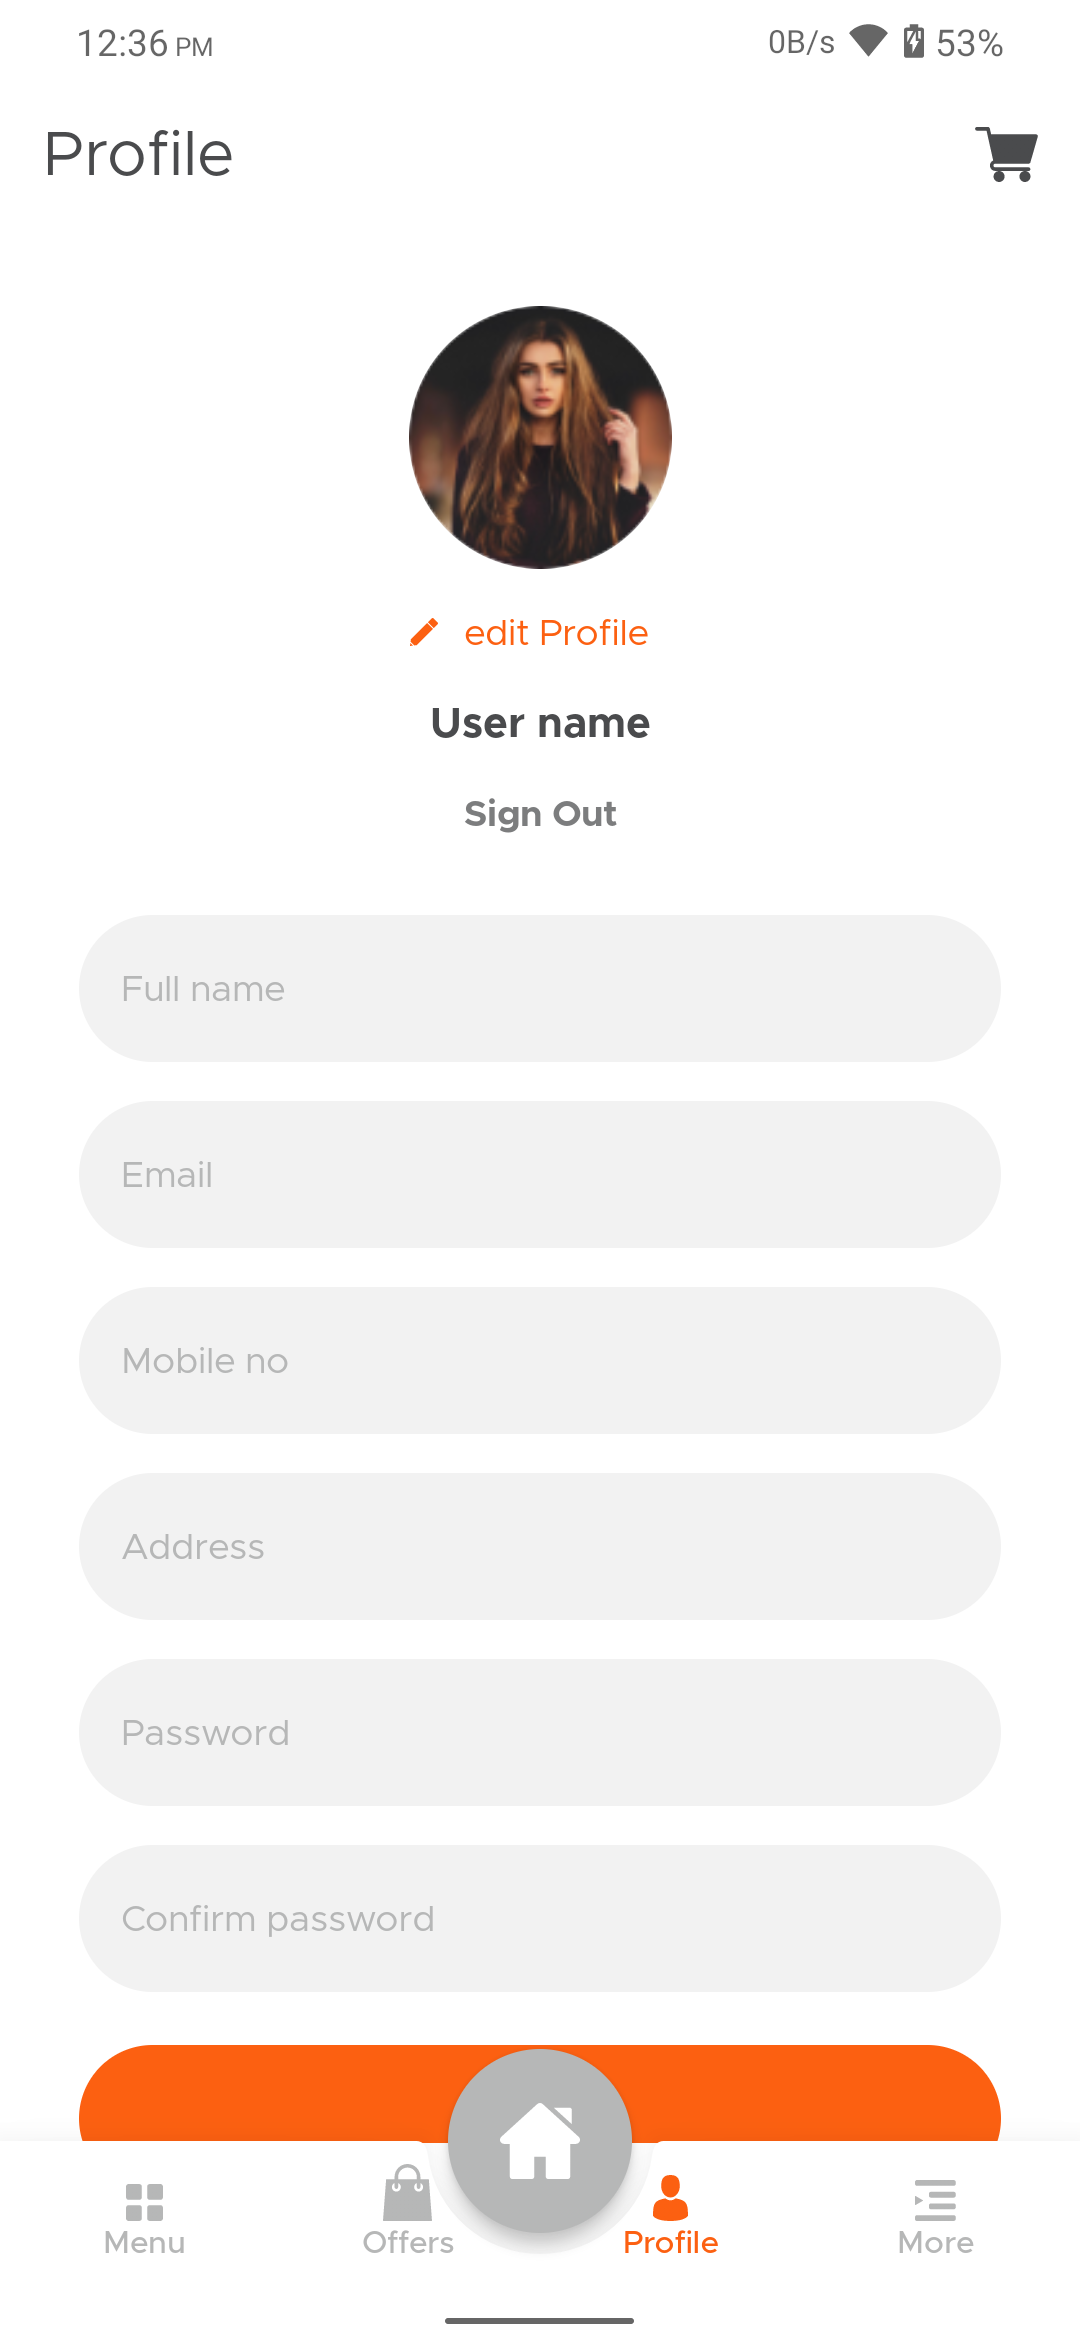 12:36 PM 0B/s 53%
Profile
edit Profile
User name
Sign Out
Full name
Email
Mobile no
Address
Password
Confirm password
Menu Offers Profile More